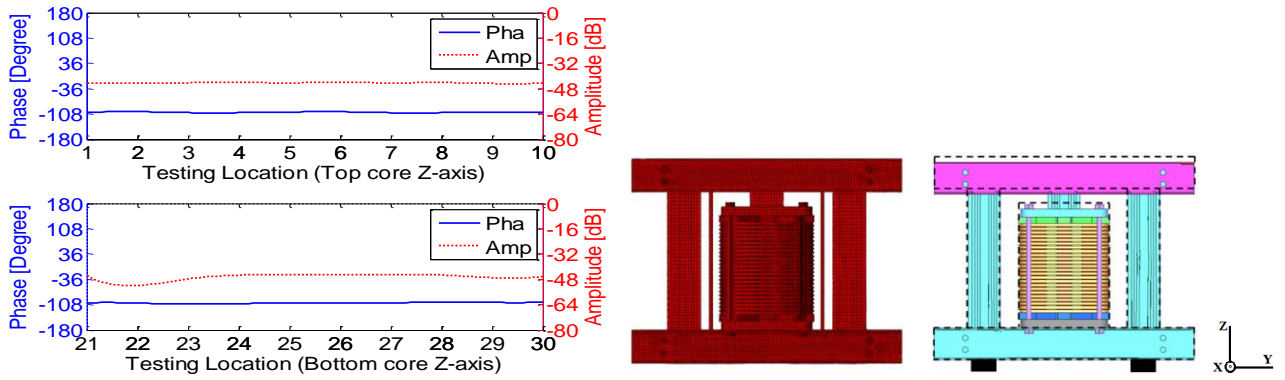 180
108
36
-36
-108
-180
Phase [Degree]
0
-16
-32
-48
-64
-80
Amplitude [dB]
Pha
Amp
1 2 3 4 5 6 7 8 9 10
Testing Location (Top core Z-axis)
180
108
36
-36
-108
-180
Phase [Degree]
0
-16
-32
-48
-64
-80
Amplitude [dB]
Pha
Amp
21 22 23 24 25 26 27 28 29 30
Testing Location (Bottom core Z-axis)
Z
X
Y